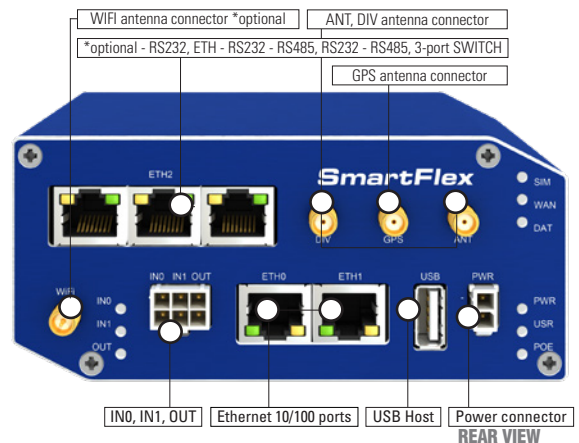 WIFI antenna connector *optional
ANT, DIV antenna connector
*optional - RS232, ETH - RS232 - RS485, RS232 - RS485, 3-port SWITCH
GPS antenna connector
ETH2
SmartFlex
SIM
WAN
DAT
DIV
GPS
ANT
WiFi
IN0
IN1
OUT
IN0 IN1 OUT
ETH0
ETH1
USB
PWR
PWR
USR
POE
IN0, IN1, OUT
Ethernet 10/100 ports
USB Host
Power connector
REAR VIEW